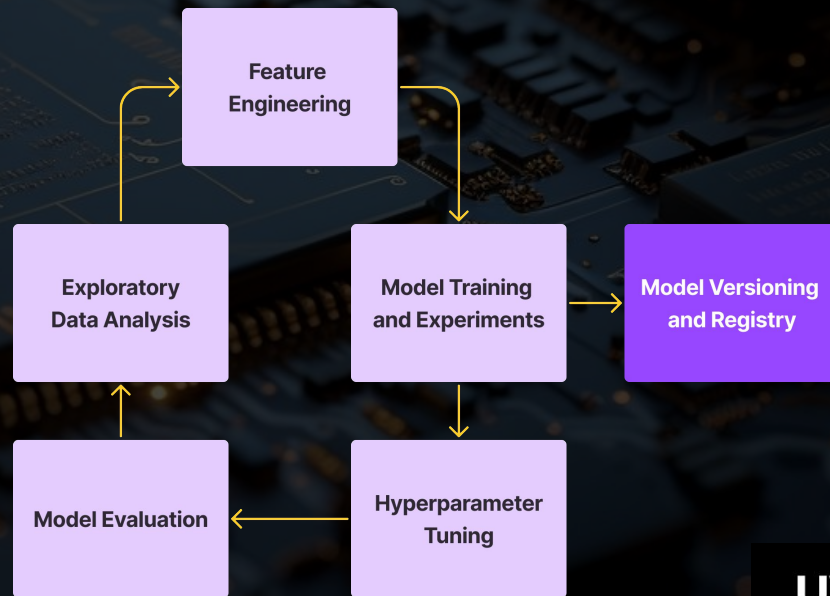 Feature
Engineering
Exploratory
Data Analysis
Model Training
and Experiments
Model Versioning
and Registry
Model Evaluation
Hyperparameter
Tuning